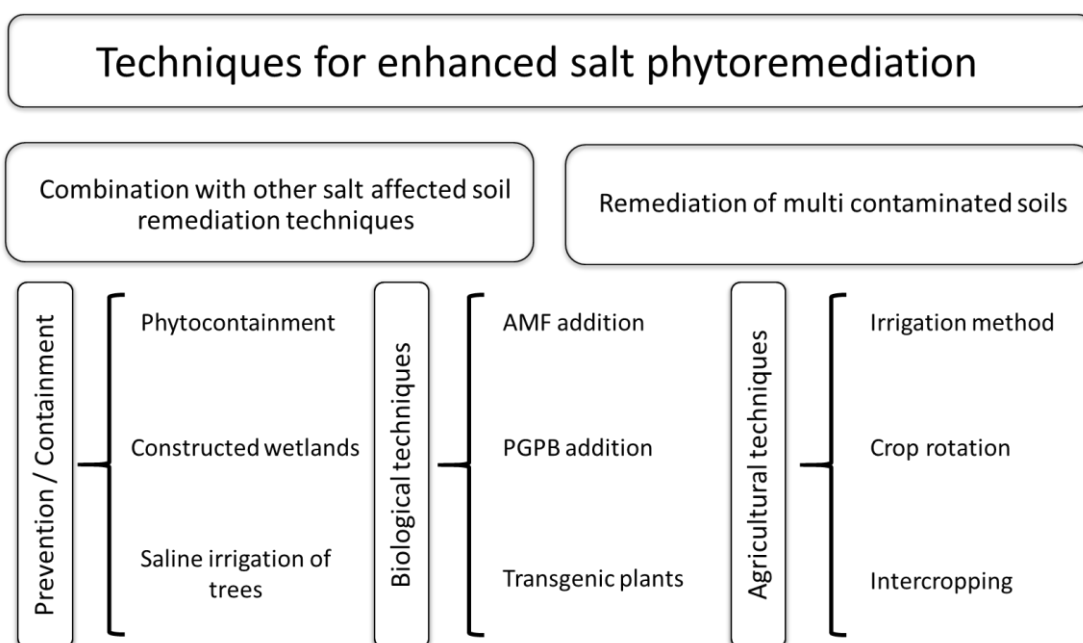 Techniques for enhanced salt phytoremediation
Combination with other salt affected soil
remediation techniques
Remediation of multi contaminated soils
Prevention / Containment
Phytocontainment
Constructed wetlands
Saline irrigation of
trees
Biological techniques
AMF addition
PGPB addition
Transgenic plants
Agricultural techniques
Irrigation method
Crop rotation
Intercropping